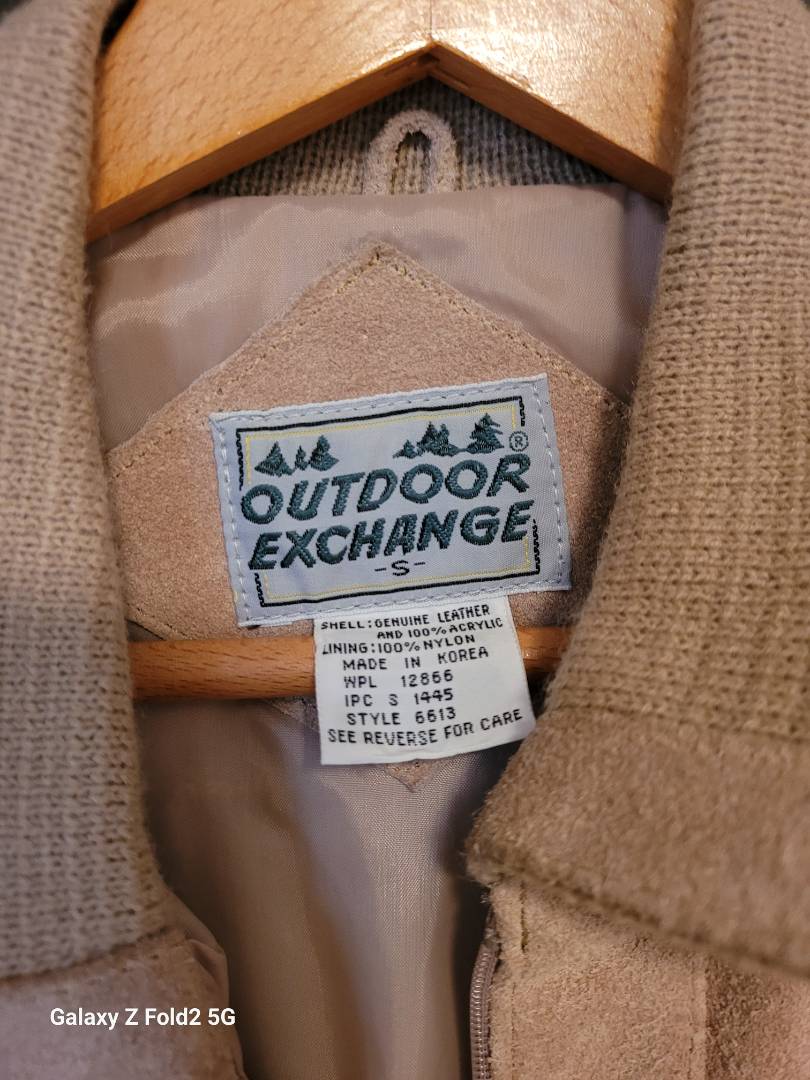 OUTDOOR®
EXCHANGE
-S-
SHELL: GENUINE LEATHER
AND 100% ACRYLIC
LINING: 100% NYLON
MADE IN KOREA
WPL 12866
IPC S 1445
STYLE 6613
SEE REVERSE FOR CARE
Galaxy Z Fold2 5G